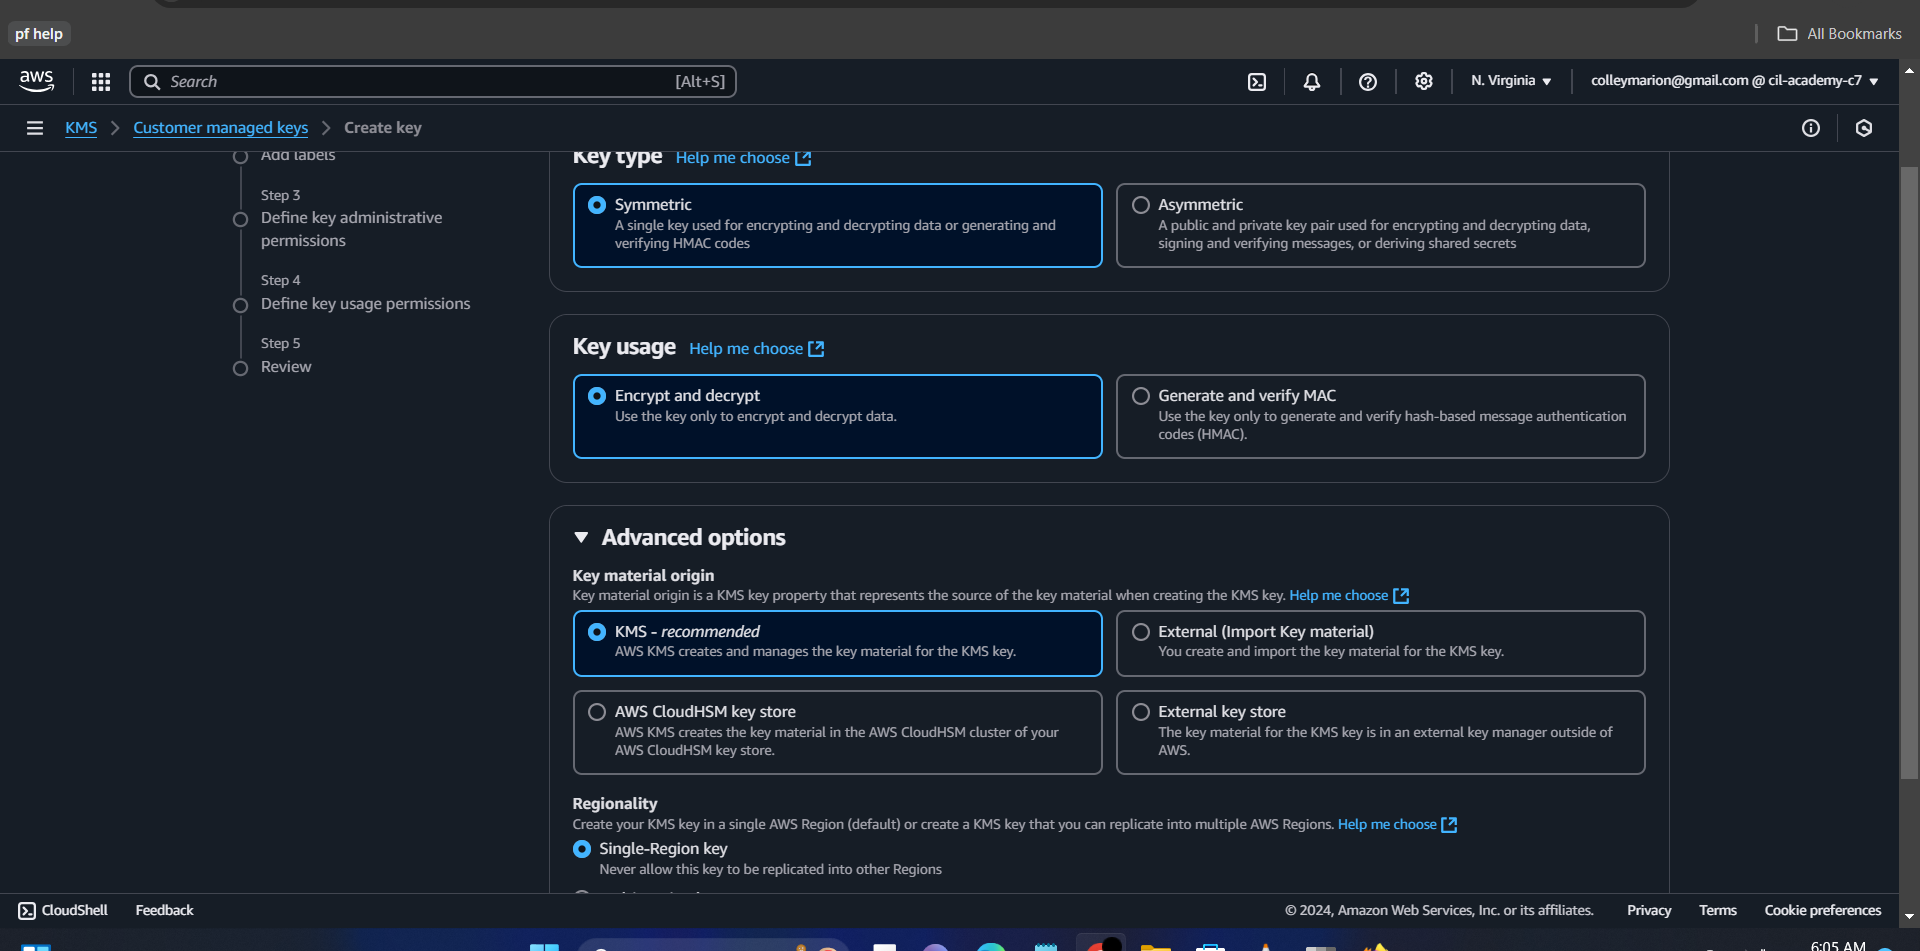 pf help
All Bookmarks
aws
Search
[Alt+S]
N. Virginia
colleymarion@gmail.com @ cil-academy-c7
KMS
Customer managed keys
Create key
Add labels
Step 3
Define key administrative
permissions
Step 4
Define key usage permissions
Step 5
Review
Key type
Help me choose
Symmetric
A single key used for encrypting and decrypting data or generating and
verifying HMAC codes
Asymmetric
A public and private key pair used for encrypting and decrypting data,
signing and verifying messages, or deriving shared secrets
Key usage
Help me choose
Encrypt and decrypt
Use the key only to encrypt and decrypt data.
Generate and verify MAC
Use the key only to generate and verify hash-based message authentication
codes (HMAC).
Advanced options
Key material origin
Key material origin is a KMS key property that represents the source of the key material when creating the KMS key. Help me choose
KMS - recommended
AWS KMS creates and manages the key material for the KMS key.
External (Import Key material)
You create and import the key material for the KMS key.
AWS CloudHSM key store
AWS KMS creates the key material in the AWS CloudHSM cluster of your
AWS CloudHSM key store.
External key store
The key material for the KMS key is in an external key manager outside of
AWS.
Regionality
Create your KMS key in a single AWS Region (default) or create a KMS key that you can replicate into multiple AWS Regions. Help me choose
Single-Region key
Never allow this key to be replicated into other Regions
CloudShell
Feedback
© 2024, Amazon Web Services, Inc. or its affiliates.
Privacy
Terms
Cookie preferences
6:05 AM